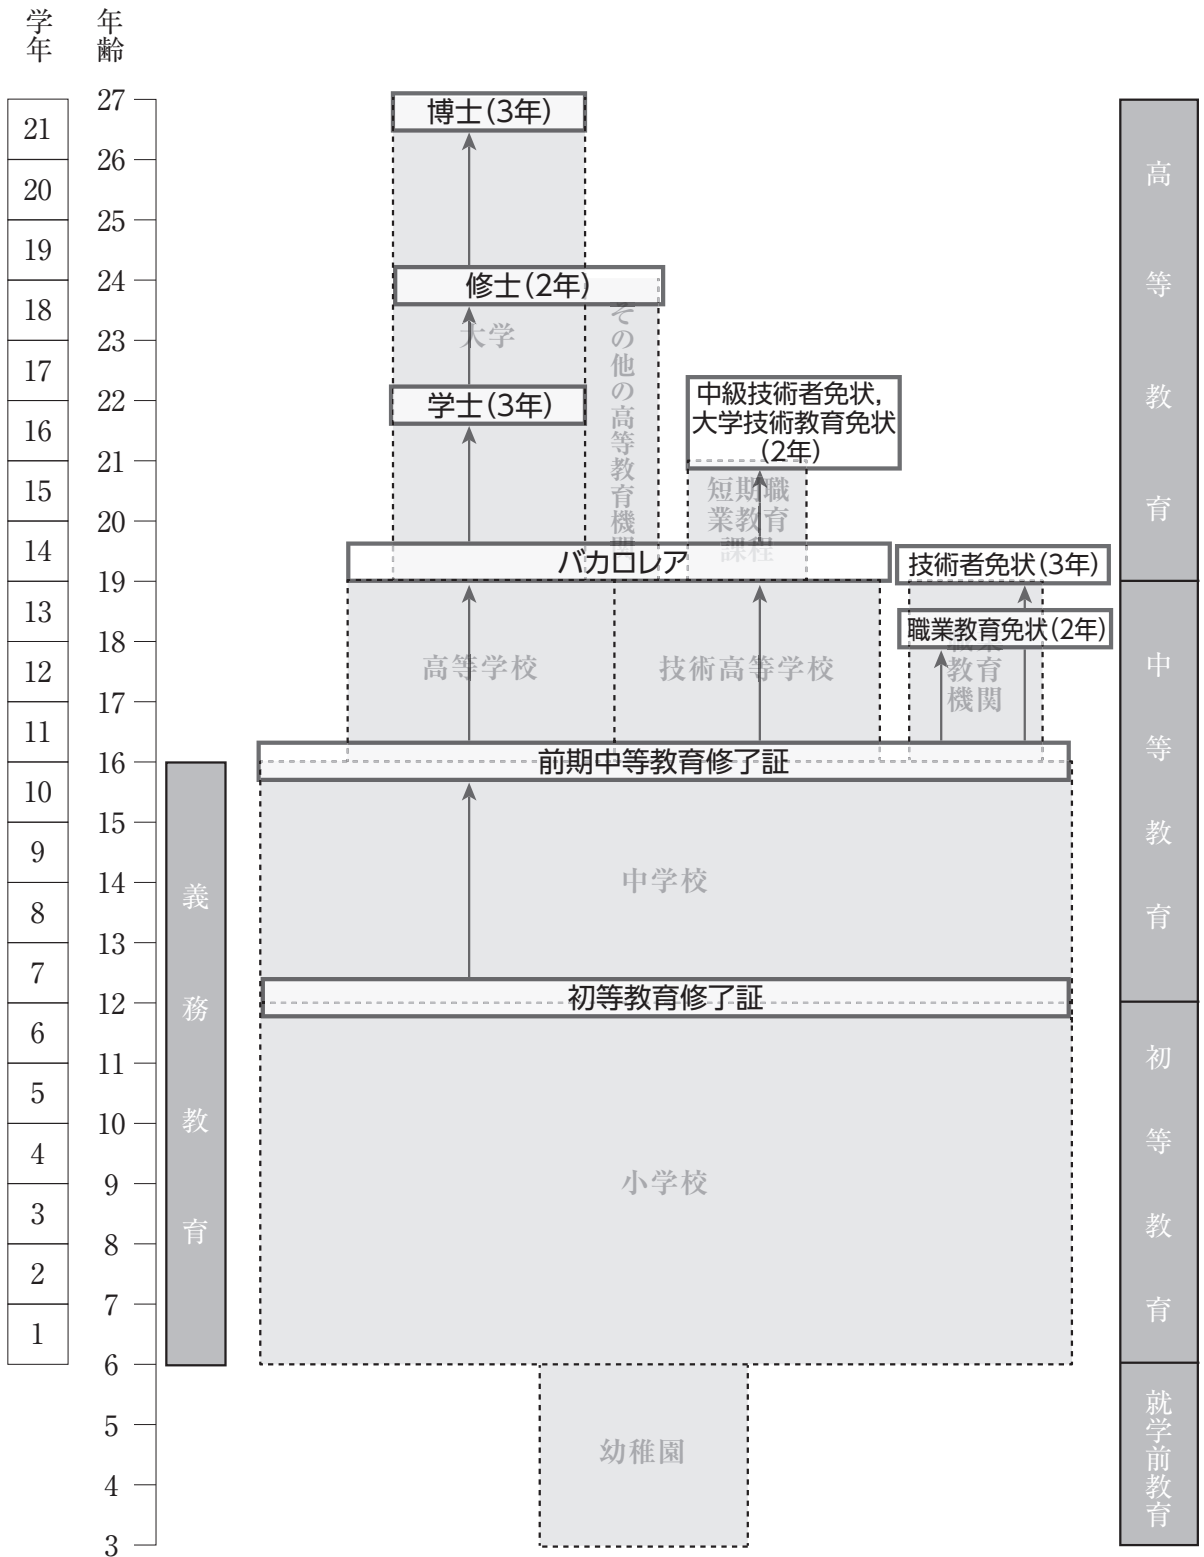 学年
年齢
27
26
25
24
23
22
21
20
19
18
17
16
15
14
13
12
11
10
9
8
7
6
5
4
3
21
20
19
18
17
16
15
14
13
12
11
10
9
8
7
6
5
4
3
2
1
義務教育
博士(3年)
修士(2年)
大学
その他の高等教育機関
学士(3年)
中級技術者免状,
大学技術教育免状
(2年)
短期職
業教育
課程
バカロレア
技術者免状(3年)
職業教育免状(2年)
高等学校
技術高等学校
職業
教育
機関
前期中等教育修了証
中学校
初等教育修了証
小学校
幼稚園
高等教育
中等教育
初等教育
就学前教育